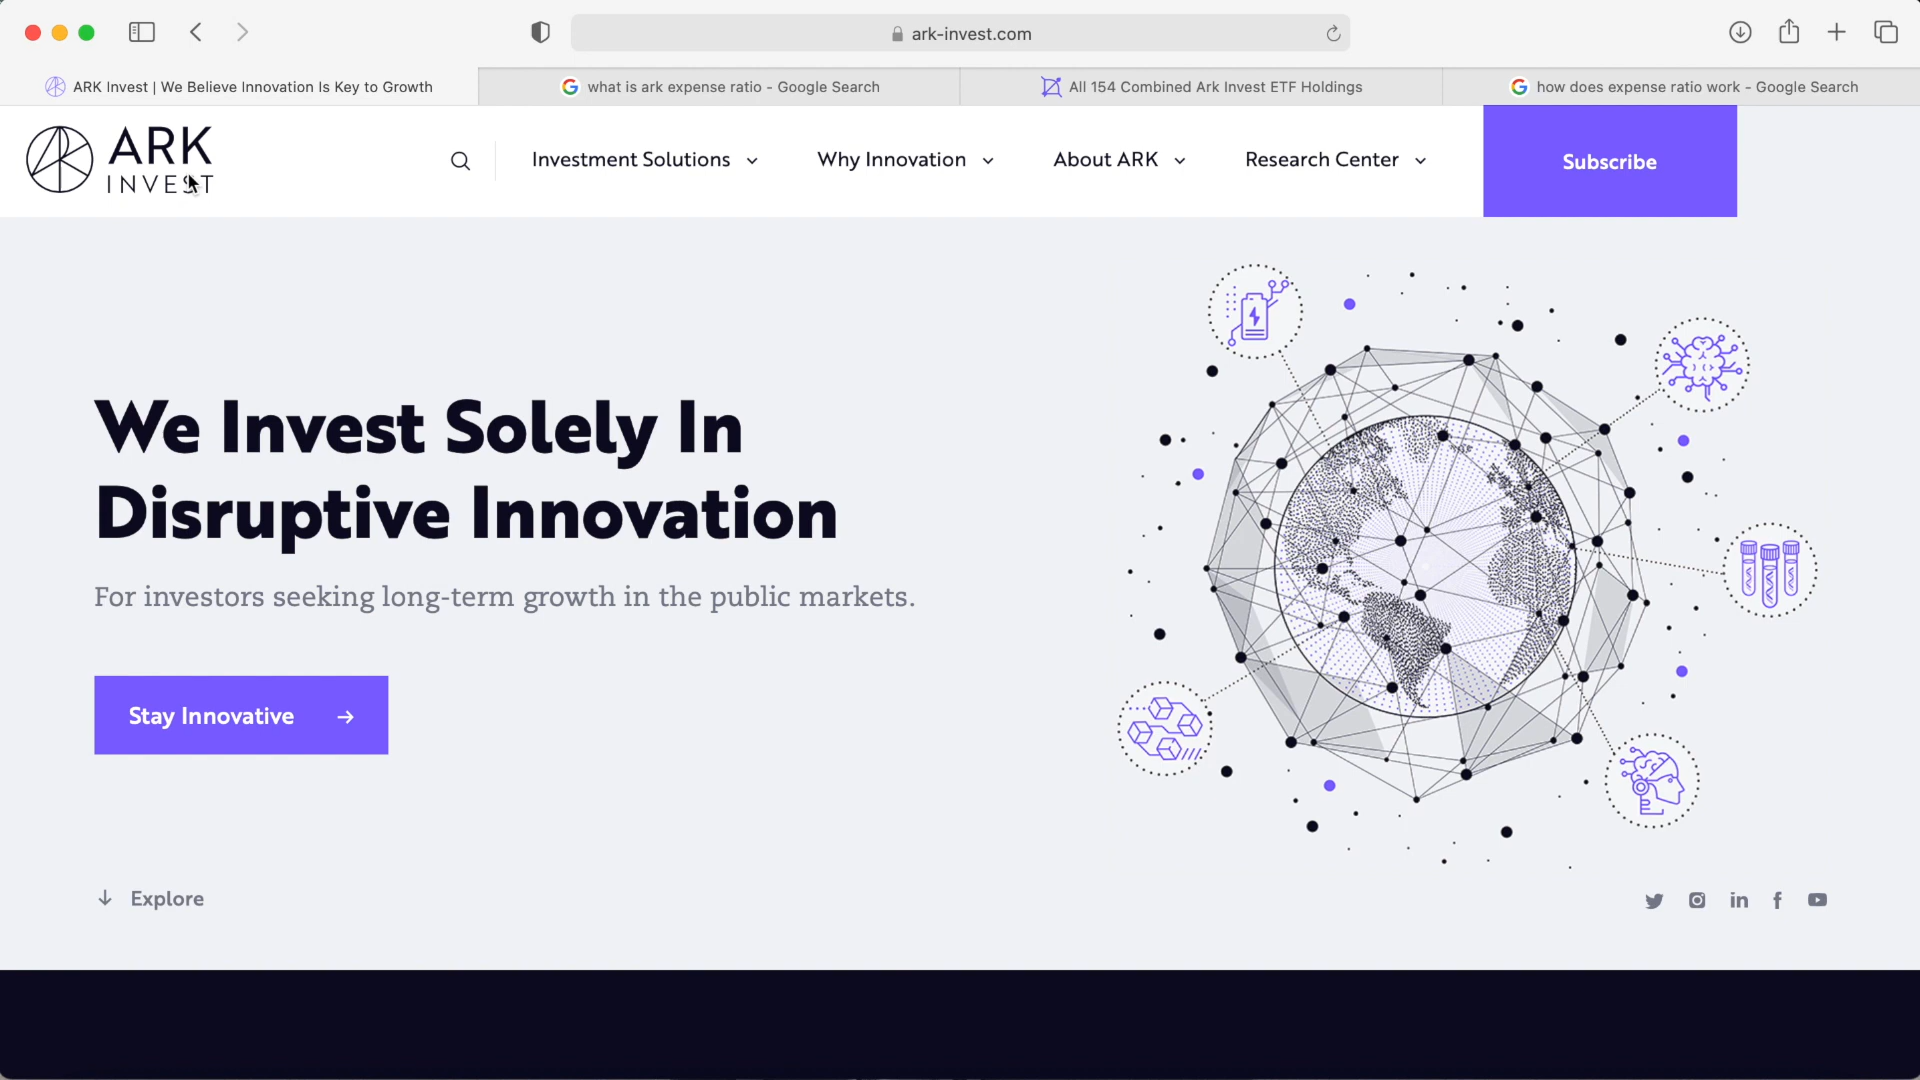 ark-invest.com
ARK Invest | We Believe Innovation Is Key to Growth
what is ark expense ratio - Google Search
All 154 Combined Ark Invest ETF Holdings
how does expense ratio work - Google Search
ARK
INVEST
Investment Solutions
Why Innovation
About ARK
Research Center
Subscribe
We Invest Solely In
Disruptive Innovation
For investors seeking long-term growth in the public markets.
Stay Innovative
Explore